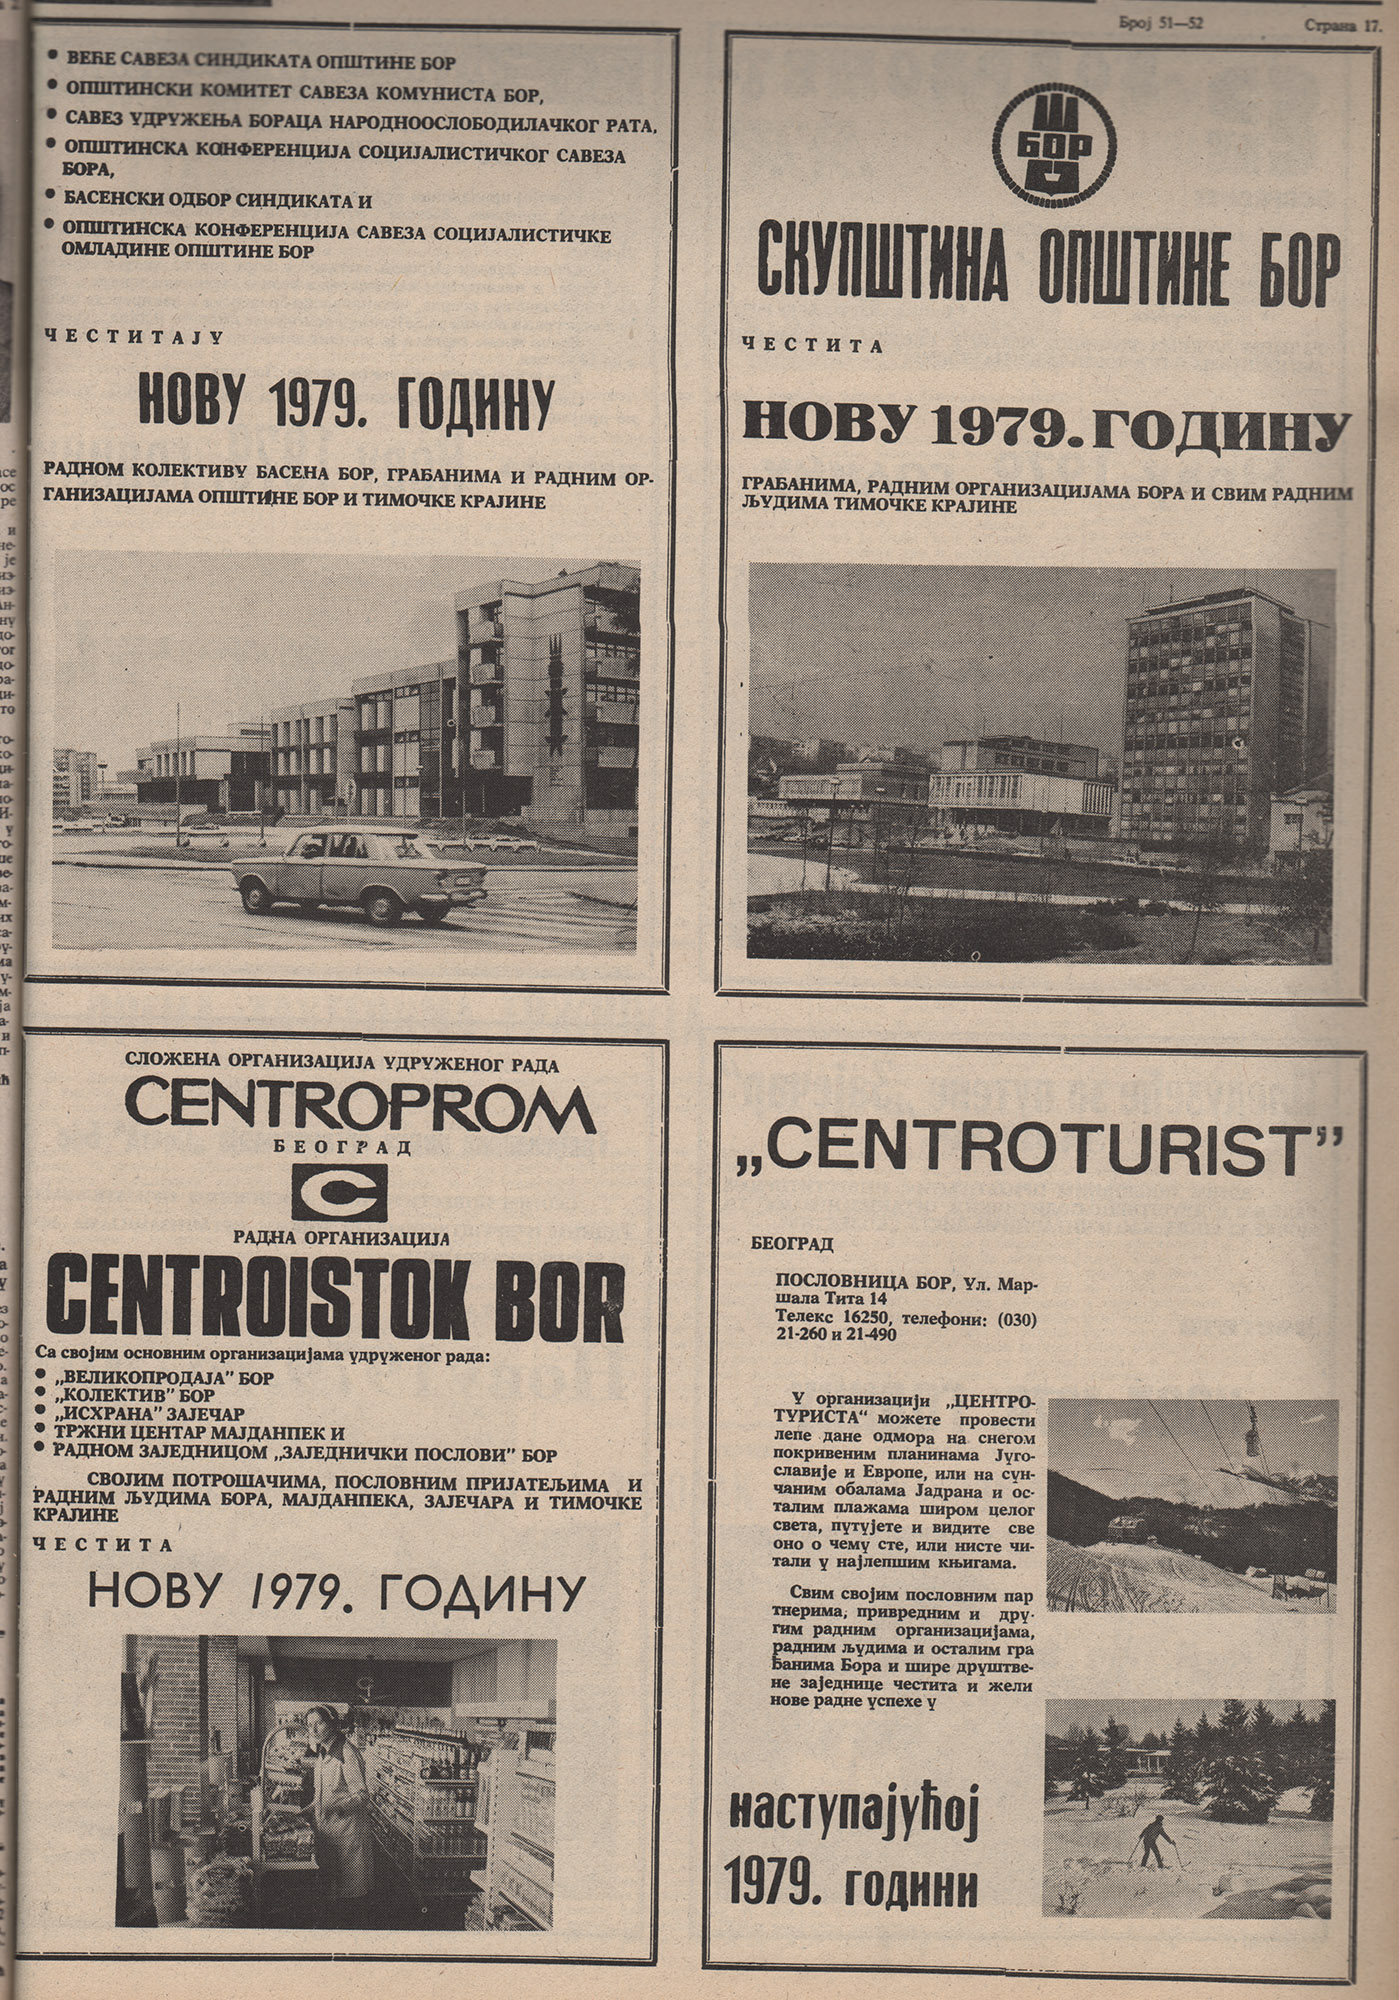 Број 51—52
Страна 17.
• ВЕЋЕ САВЕЗА СИНДИКАТА ОПШТИНЕ БОР
• ОПШТИНСКИ КОМИТЕТ САВЕЗА КОМУНИСТА БОР,
• САВЕЗ УДРУЖЕЊА БОРАЦА НАРОДНООСЛОБОДИЛАЧКОГ РАТА,
• ОПШТИНСКА КОНФЕРЕНЦИЈА СОЦИЈАЛИСТИЧКОГ САВЕЗА
БОРА,
• БАСЕНСКИ ОДБОР СИНДИКАТА И
• ОПШТИНСКА КОНФЕРЕНЦИЈА САВЕЗА СОЦИЈАЛИСТИЧКЕ
ОМЛАДИНЕ ОПШТИНЕ БОР
ЧЕСТИТАЈУ
НОВУ 1979. ГОДИНУ
РАДНОМ КОЛЕКТИВУ БАСЕНА БОР, ГРАЂАНИМА И РАДНИМ ОР-
ГАНИЗАЦИЈАМА ОПШТИНЕ БОР И ТИМОЧКЕ КРАЈИНЕ
БОР
СКУПШТИНА ОПШТИНЕ БОР
ЧЕСТИТА
НОВУ 1979. ГОДИНУ
ГРАЂАНИМА, РАДНИМ ОРГАНИЗАЦИЈАМА БОРА И СВИМ РАДНИМ
ЉУДИМА ТИМОЧКЕ КРАЈИНЕ
СЛОЖЕНА ОРГАНИЗАЦИЈА УДРУЖЕНОГ РАДА
CENTROPROM
БЕОГРАД
РАДНА ОРГАНИЗАЦИЈА
CENTROISTOK BOR
Са својим основним организацијама удруженог рада:
• „ВЕЛИКОПРОДАЈА” БОР
• „КОЛЕКТИВ” БОР
• „ИСХРАНА” ЗАЈЕЧАР
• ТРЖНИ ЦЕНТАР МАЈДАНПЕК И
• РАДНОМ ЗАЈЕДНИЦОМ „ЗАЈЕДНИЧКИ ПОСЛОВИ” БОР
СВОЈИМ ПОТРОШАЧИМА, ПОСЛОВНИМ ПРИЈАТЕЉИМА И
РАДНИМ ЉУДИМА БОРА, МАЈДАНПЕКА, ЗАЈЕЧАРА И ТИМОЧКЕ
КРАЈИНЕ
ЧЕСТИТА
НОВУ 1979. ГОДИНУ
„CENTROTURIST”
БЕОГРАД
ПОСЛОВНИЦА БОР, Ул. Мар-
шала Тита 14
Телекс 16250, телефони: (030)
21-260 и 21-490
У организацији „ЦЕНТРО-
ТУРИСТА“ можете провести
лепе дане одмора на снегом
покривеним планинама Југо-
славије и Европе, или на сун-
чаним обалама Јадрана и ос-
талим плажама широм целог
света, путујете и видите све
оно о чему сте, или нисте чи-
тали у најлепшим књигама.
Свим својим пословним пар
тнерима, привредним и дру-
гим радним организацијама,
радним људима и осталим гра
ђанима Бора и шире друштве-
не заједнице честита и жели
нове радне успехе у
наступајућој
1979. години